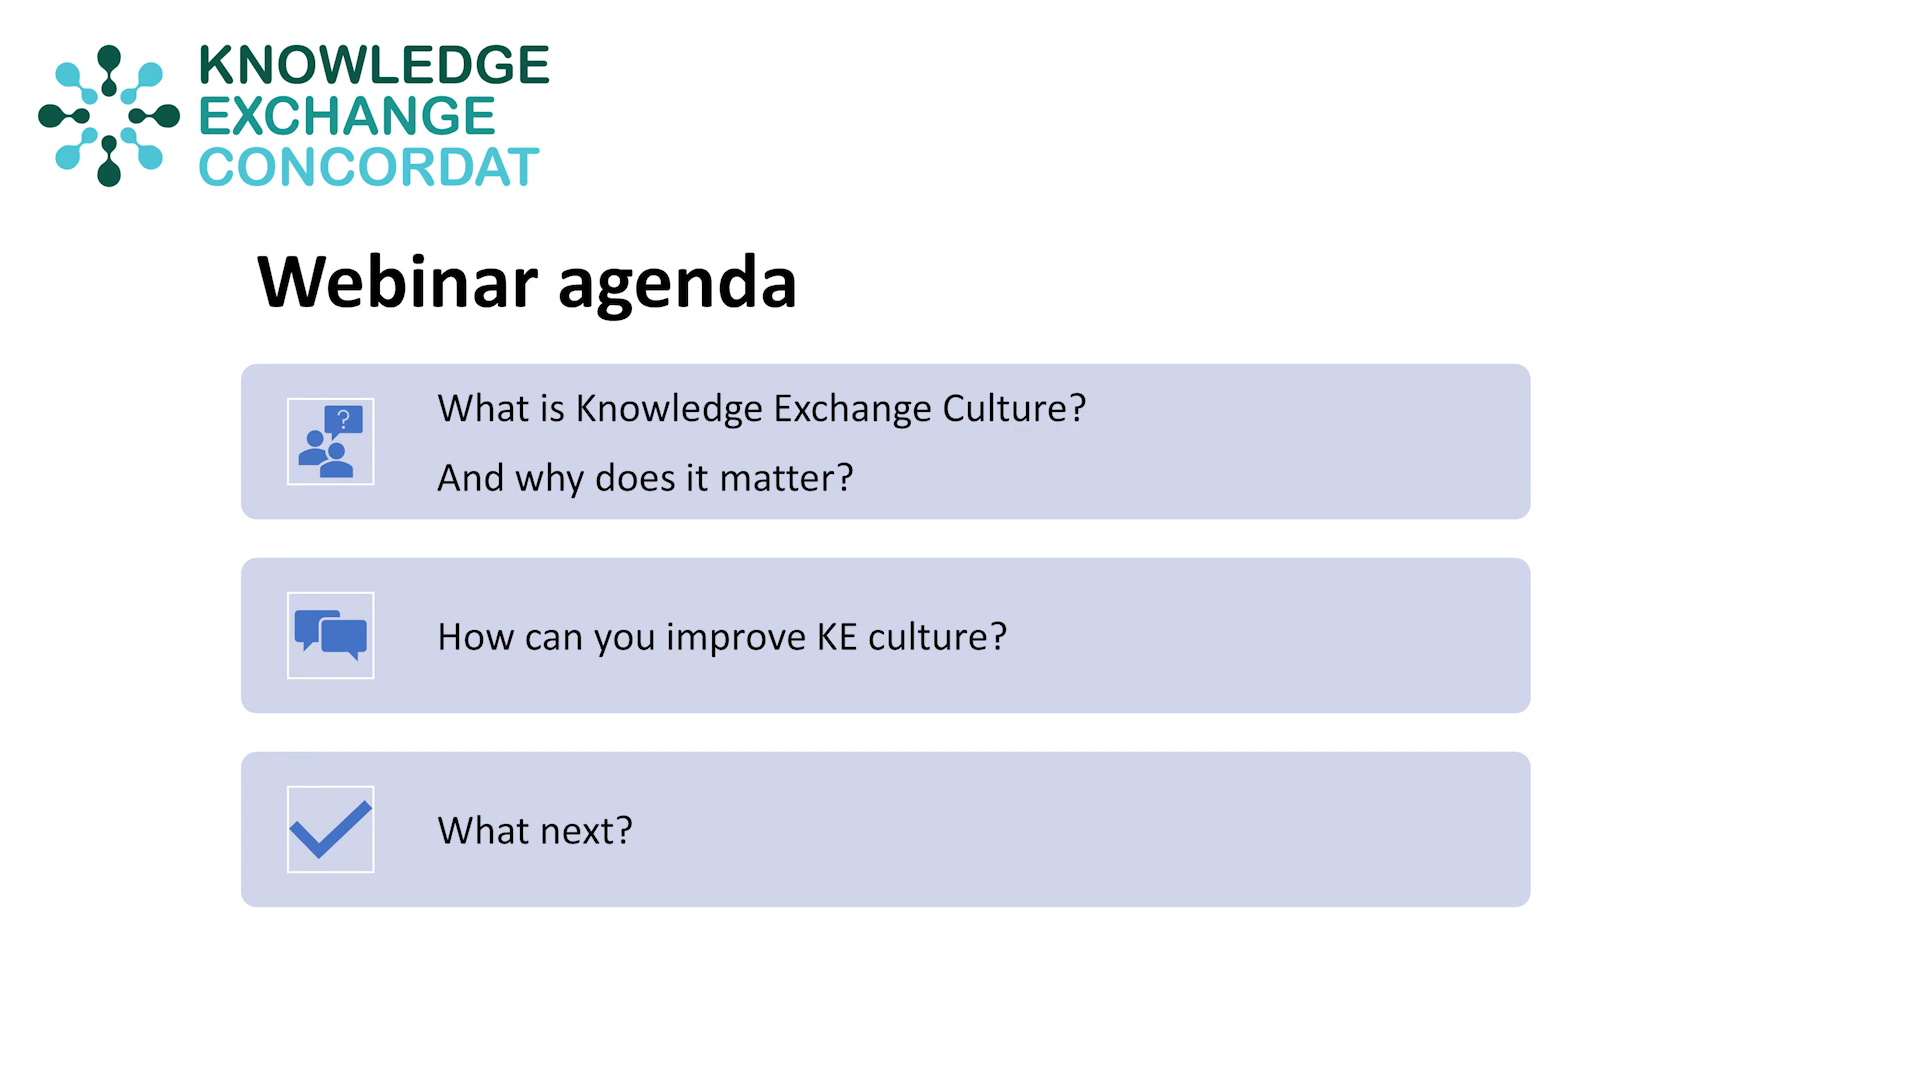 KNOWLEDGE
EXCHANGE
CONCORDAT
Webinar agenda
?
What is Knowledge Exchange Culture?
And why does it matter?
How can you improve KE culture?
What next?